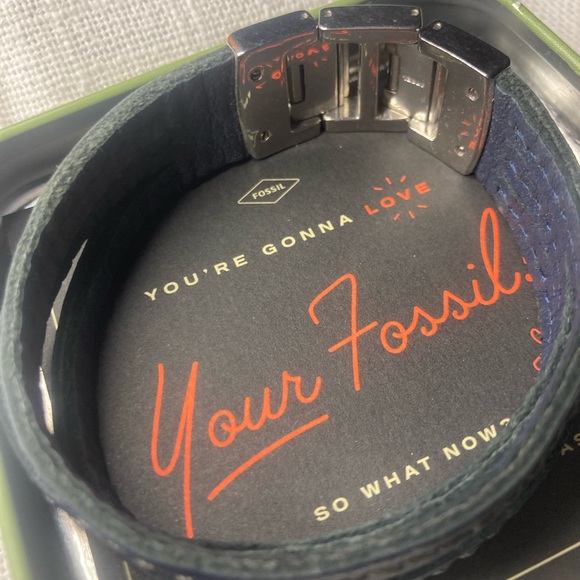 FOSSIL
YOU'RE GONNA LOVE
Your Fossil.
SO WHAT NOW?